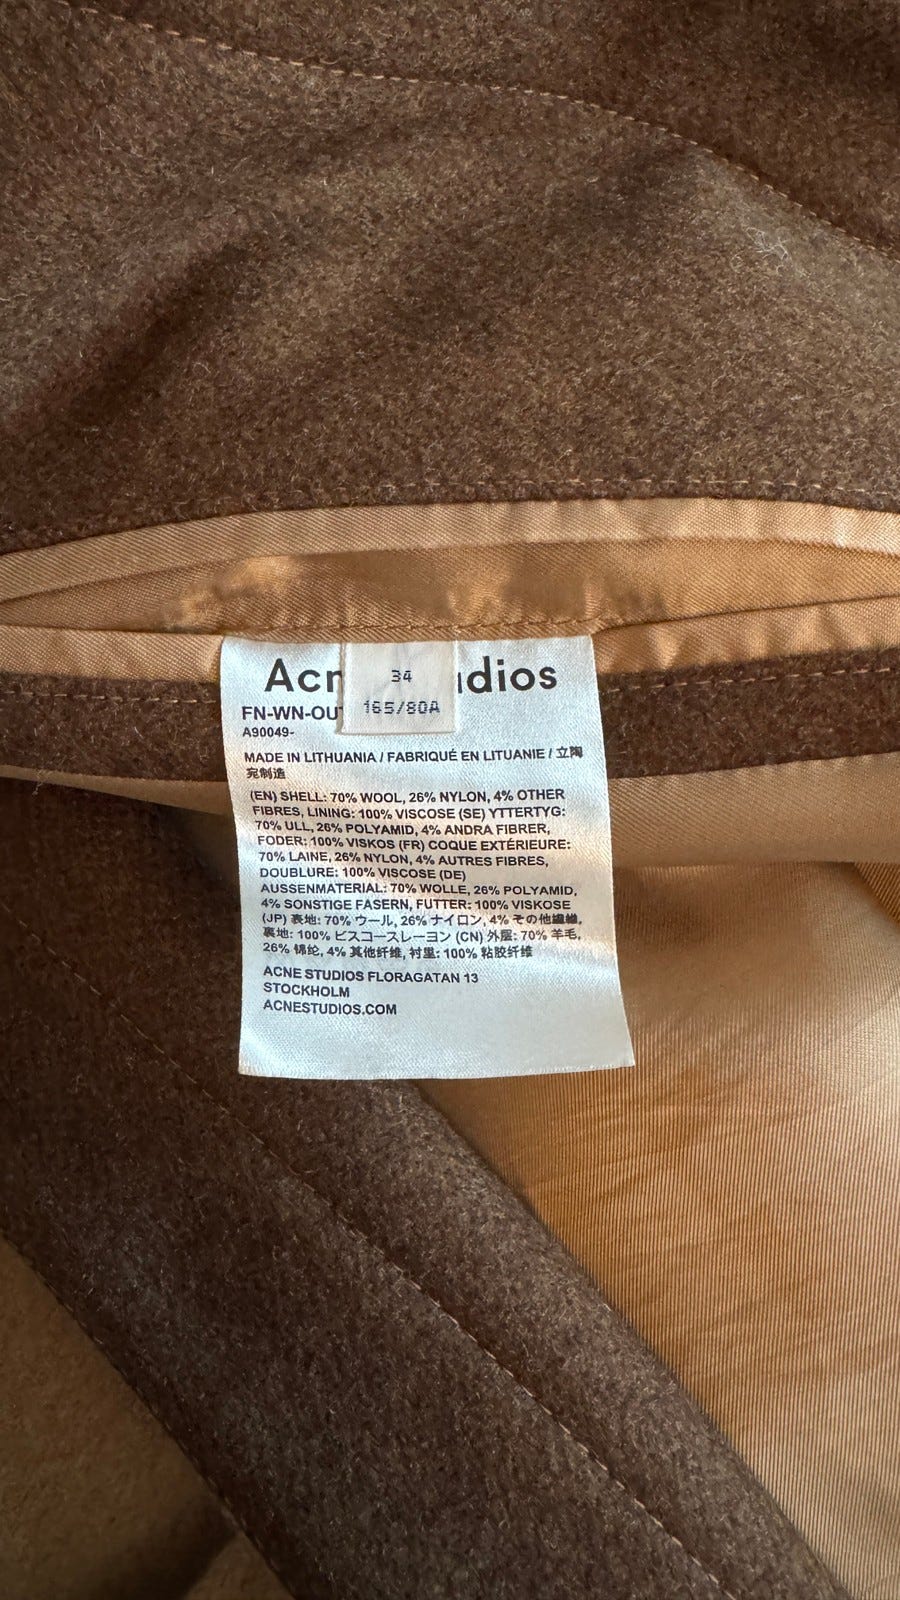 Acn udios
34
165/80A
FN-WN-OUT
A90049-
MADE IN LITHUANIA / FABRIQUÉ EN LITUANIE / 立陶
宛制造
(EN) SHELL: 70% WOOL, 26% NYLON, 4% OTHER
FIBRES, LINING: 100% VISCOSE (SE) YTTERTYG:
70% ULL, 26% POLYAMID, 4% ANDRA FIBRER,
FODER: 100% VISKOS (FR) COQUE EXTÉRIEURE:
70% LAINE, 26% NYLON, 4% AUTRES FIBRES,
DOUBLURE: 100% VISCOSE (DE)
AUSSENMATERIAL: 70% WOLLE, 26% POLYAMID,
4% SONSTIGE FASERN, FUTTER: 100% VISKOSE
(JP) 表地: 70% ウール, 26% ナイロン, 4% その他繊維,
裏地: 100% ビスコースレーヨン (CN) 外层: 70% 羊毛,
26% 锦纶, 4% 其他纤维, 衬里: 100% 粘胶纤维
ACNE STUDIOS FLORAGATAN 13
STOCKHOLM
ACNESTUDIOS.COM